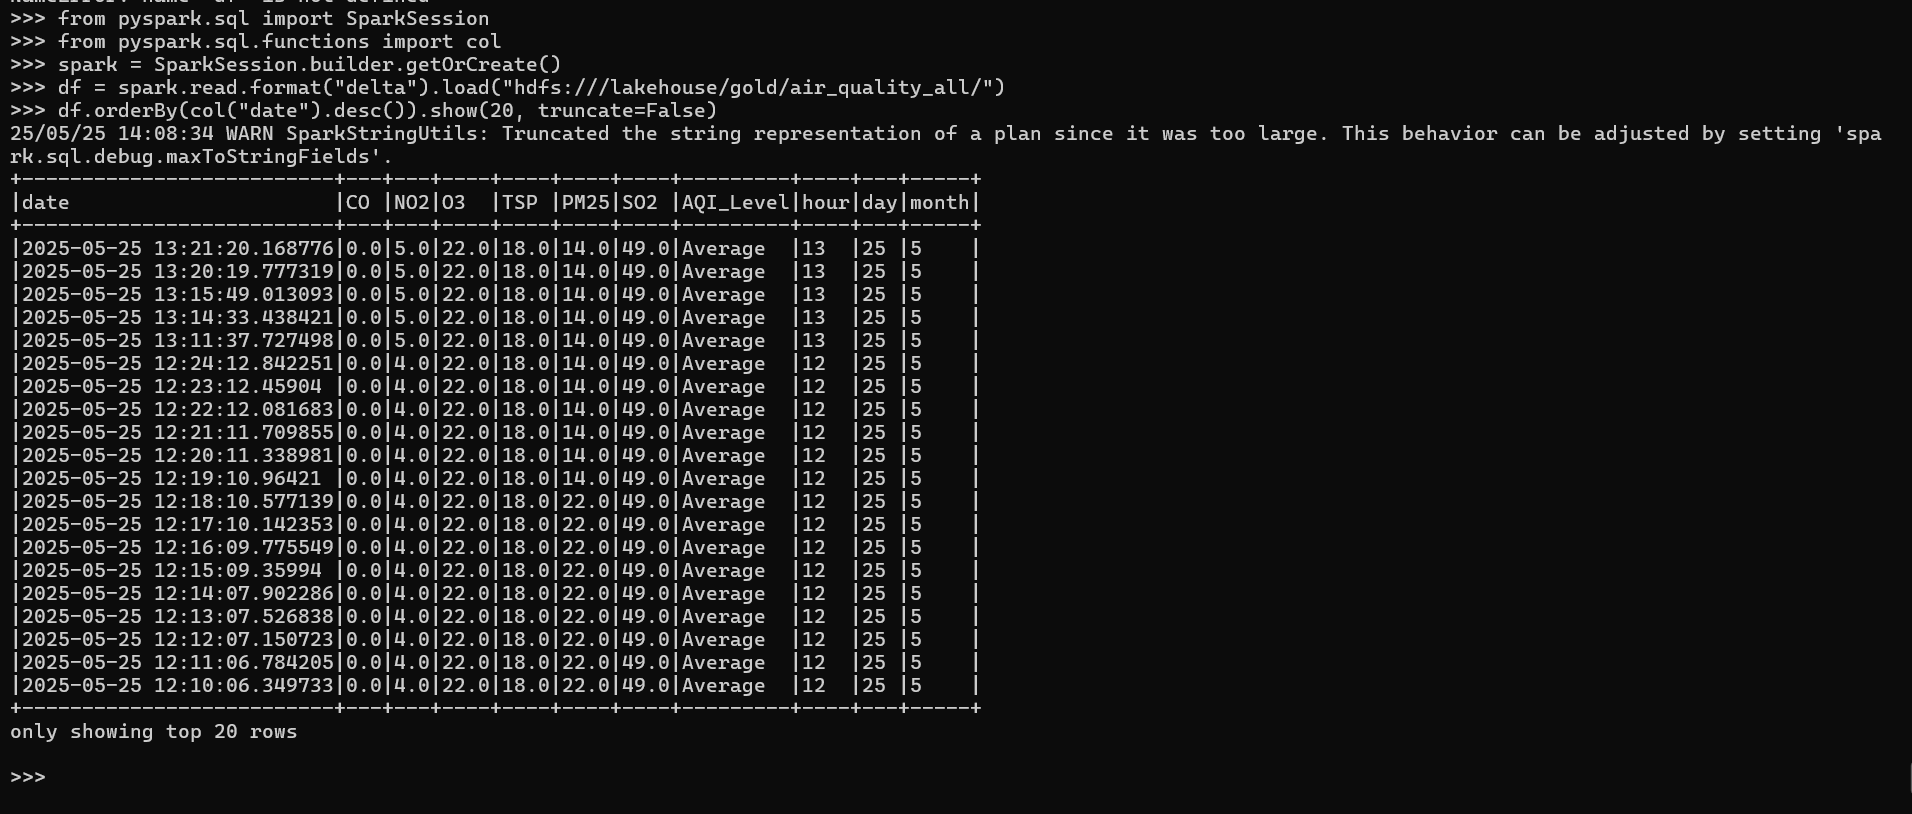 >>> from pyspark.sql import SparkSession
>>> from pyspark.sql.functions import col
>>> spark = SparkSession.builder.getOrCreate()
>>> df = spark.read.format("delta").load("hdfs:///lakehouse/gold/air_quality_all/")
>>> df.orderBy(col("date").desc()).show(20, truncate=False)
25/05/25 14:08:34 WARN SparkStringUtils: Truncated the string representation of a plan since it was too large. This behavior can be adjusted by setting 'spa
rk.sql.debug.maxToStringFields'.
+--------------------------+---+---+----+----+----+----+---------+----+---+-----+
|date                      |CO |NO2|O3  |TSP |PM25|SO2 |AQI_Level|hour|day|month|
+--------------------------+---+---+----+----+----+----+---------+----+---+-----+
|2025-05-25 13:21:20.168776|0.0|5.0|22.0|18.0|14.0|49.0|Average  |13  |25 |5    |
|2025-05-25 13:20:19.777319|0.0|5.0|22.0|18.0|14.0|49.0|Average  |13  |25 |5    |
|2025-05-25 13:15:49.013093|0.0|5.0|22.0|18.0|14.0|49.0|Average  |13  |25 |5    |
|2025-05-25 13:14:33.438421|0.0|5.0|22.0|18.0|14.0|49.0|Average  |13  |25 |5    |
|2025-05-25 13:11:37.727498|0.0|5.0|22.0|18.0|14.0|49.0|Average  |13  |25 |5    |
|2025-05-25 12:24:12.842251|0.0|4.0|22.0|18.0|14.0|49.0|Average  |12  |25 |5    |
|2025-05-25 12:23:12.45904 |0.0|4.0|22.0|18.0|14.0|49.0|Average  |12  |25 |5    |
|2025-05-25 12:22:12.081683|0.0|4.0|22.0|18.0|14.0|49.0|Average  |12  |25 |5    |
|2025-05-25 12:21:11.709855|0.0|4.0|22.0|18.0|14.0|49.0|Average  |12  |25 |5    |
|2025-05-25 12:20:11.338981|0.0|4.0|22.0|18.0|14.0|49.0|Average  |12  |25 |5    |
|2025-05-25 12:19:10.96421 |0.0|4.0|22.0|18.0|14.0|49.0|Average  |12  |25 |5    |
|2025-05-25 12:18:10.577139|0.0|4.0|22.0|18.0|22.0|49.0|Average  |12  |25 |5    |
|2025-05-25 12:17:10.142353|0.0|4.0|22.0|18.0|22.0|49.0|Average  |12  |25 |5    |
|2025-05-25 12:16:09.775549|0.0|4.0|22.0|18.0|22.0|49.0|Average  |12  |25 |5    |
|2025-05-25 12:15:09.35994 |0.0|4.0|22.0|18.0|22.0|49.0|Average  |12  |25 |5    |
|2025-05-25 12:14:07.902286|0.0|4.0|22.0|18.0|22.0|49.0|Average  |12  |25 |5    |
|2025-05-25 12:13:07.526838|0.0|4.0|22.0|18.0|22.0|49.0|Average  |12  |25 |5    |
|2025-05-25 12:12:07.150723|0.0|4.0|22.0|18.0|22.0|49.0|Average  |12  |25 |5    |
|2025-05-25 12:11:06.784205|0.0|4.0|22.0|18.0|22.0|49.0|Average  |12  |25 |5    |
|2025-05-25 12:10:06.349733|0.0|4.0|22.0|18.0|22.0|49.0|Average  |12  |25 |5    |
+--------------------------+---+---+----+----+----+----+---------+----+---+-----+
only showing top 20 rows
>>>